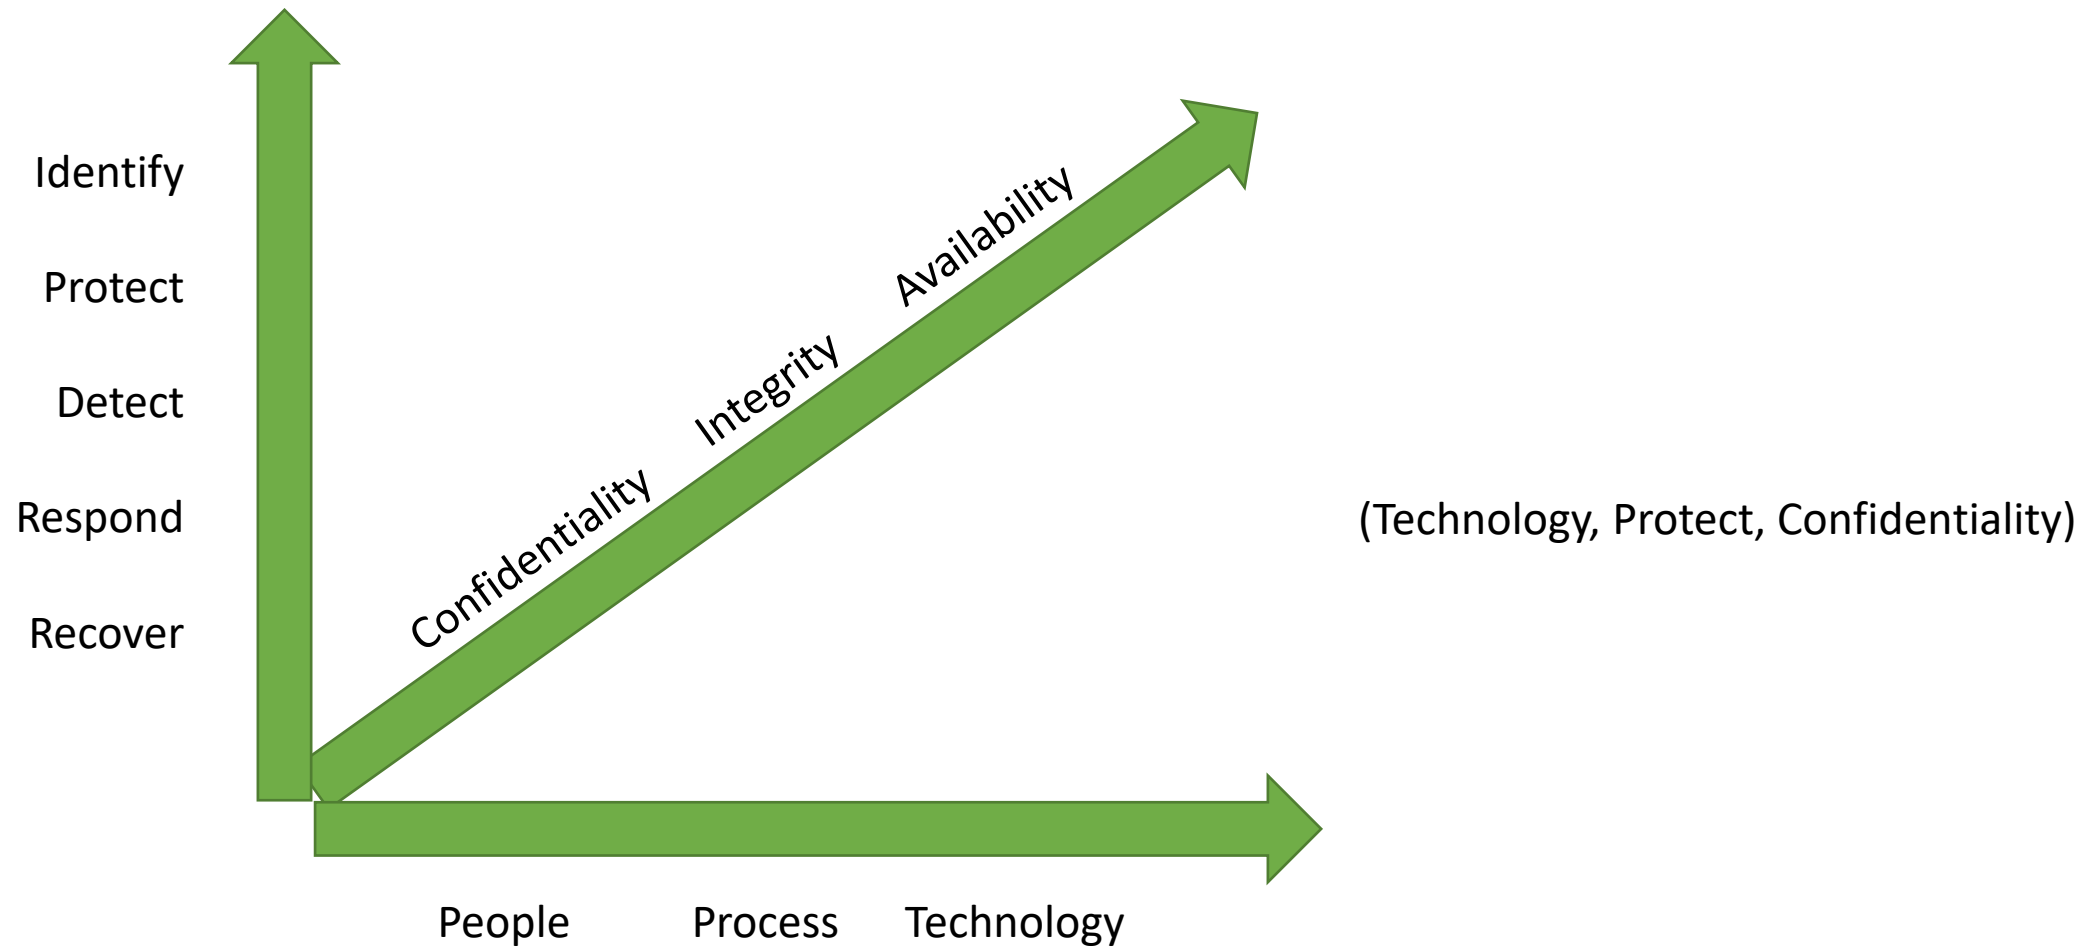 Identify
Protect
Detect
Respond
Recover
Confidentiality
Integrity
Availability
(Technology, Protect, Confidentiality)
People
Process
Technology